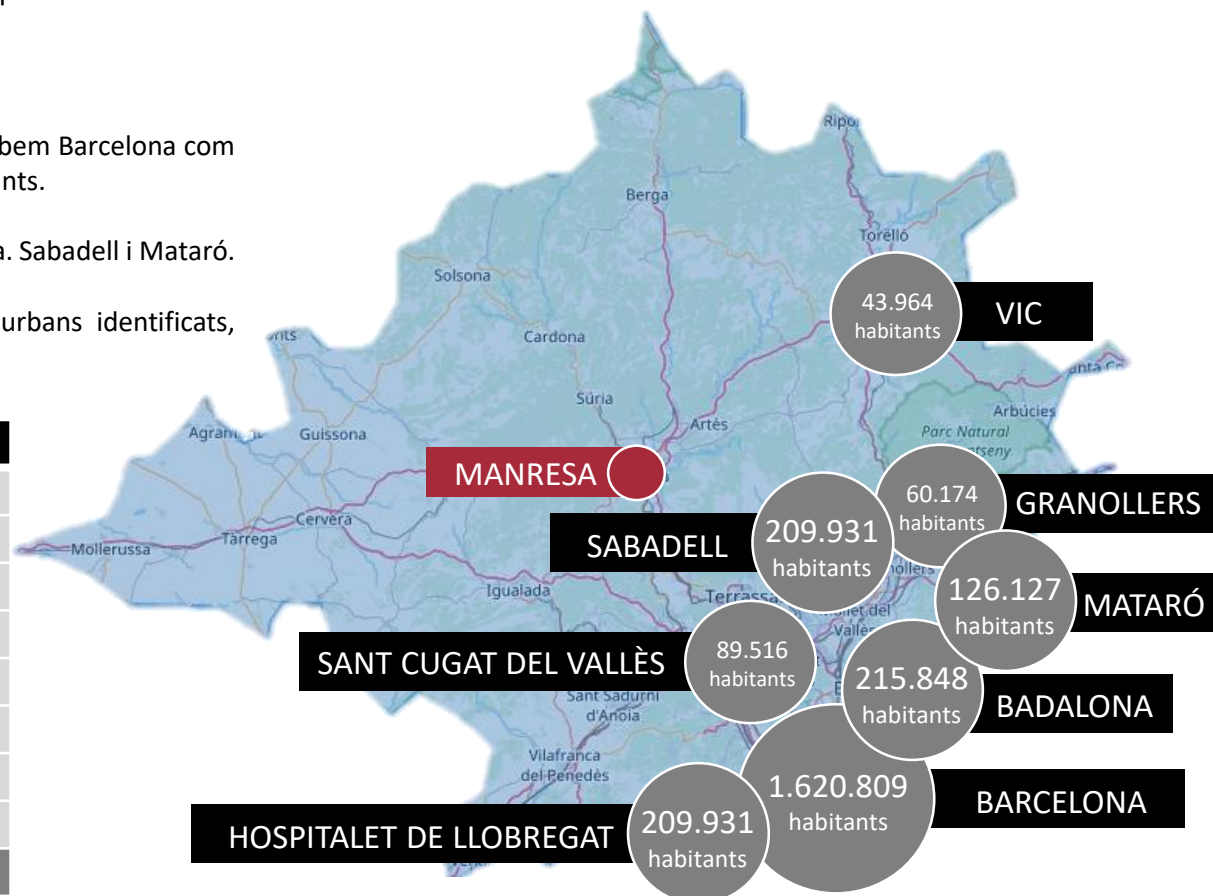 bem Barcelona com
nts.
a. Sabadell i Mataró.
urbans identificats,
Berga
Torelló
Solsona
43.964
habitants
VIC
Cardona
Súria
Artés
Arbúcies
Guissona
Parc Natural
MANRESA
60.174
habitants
GRANOLLERS
Cervera
SABADELL
209.931
habitants
Mollerussa
Tàrrega
Igualada
Terrassa
126.127
habitants
MATARÓ
Vallès
SANT CUGAT DEL VALLÈS
89.516
habitants
215.848
habitants
BADALONA
Sant Sadurní
d'Anoia
Vilafranca
del Penedès
1.620.809
habitants
BARCELONA
HOSPITALET DE LLOBREGAT
209.931
habitants